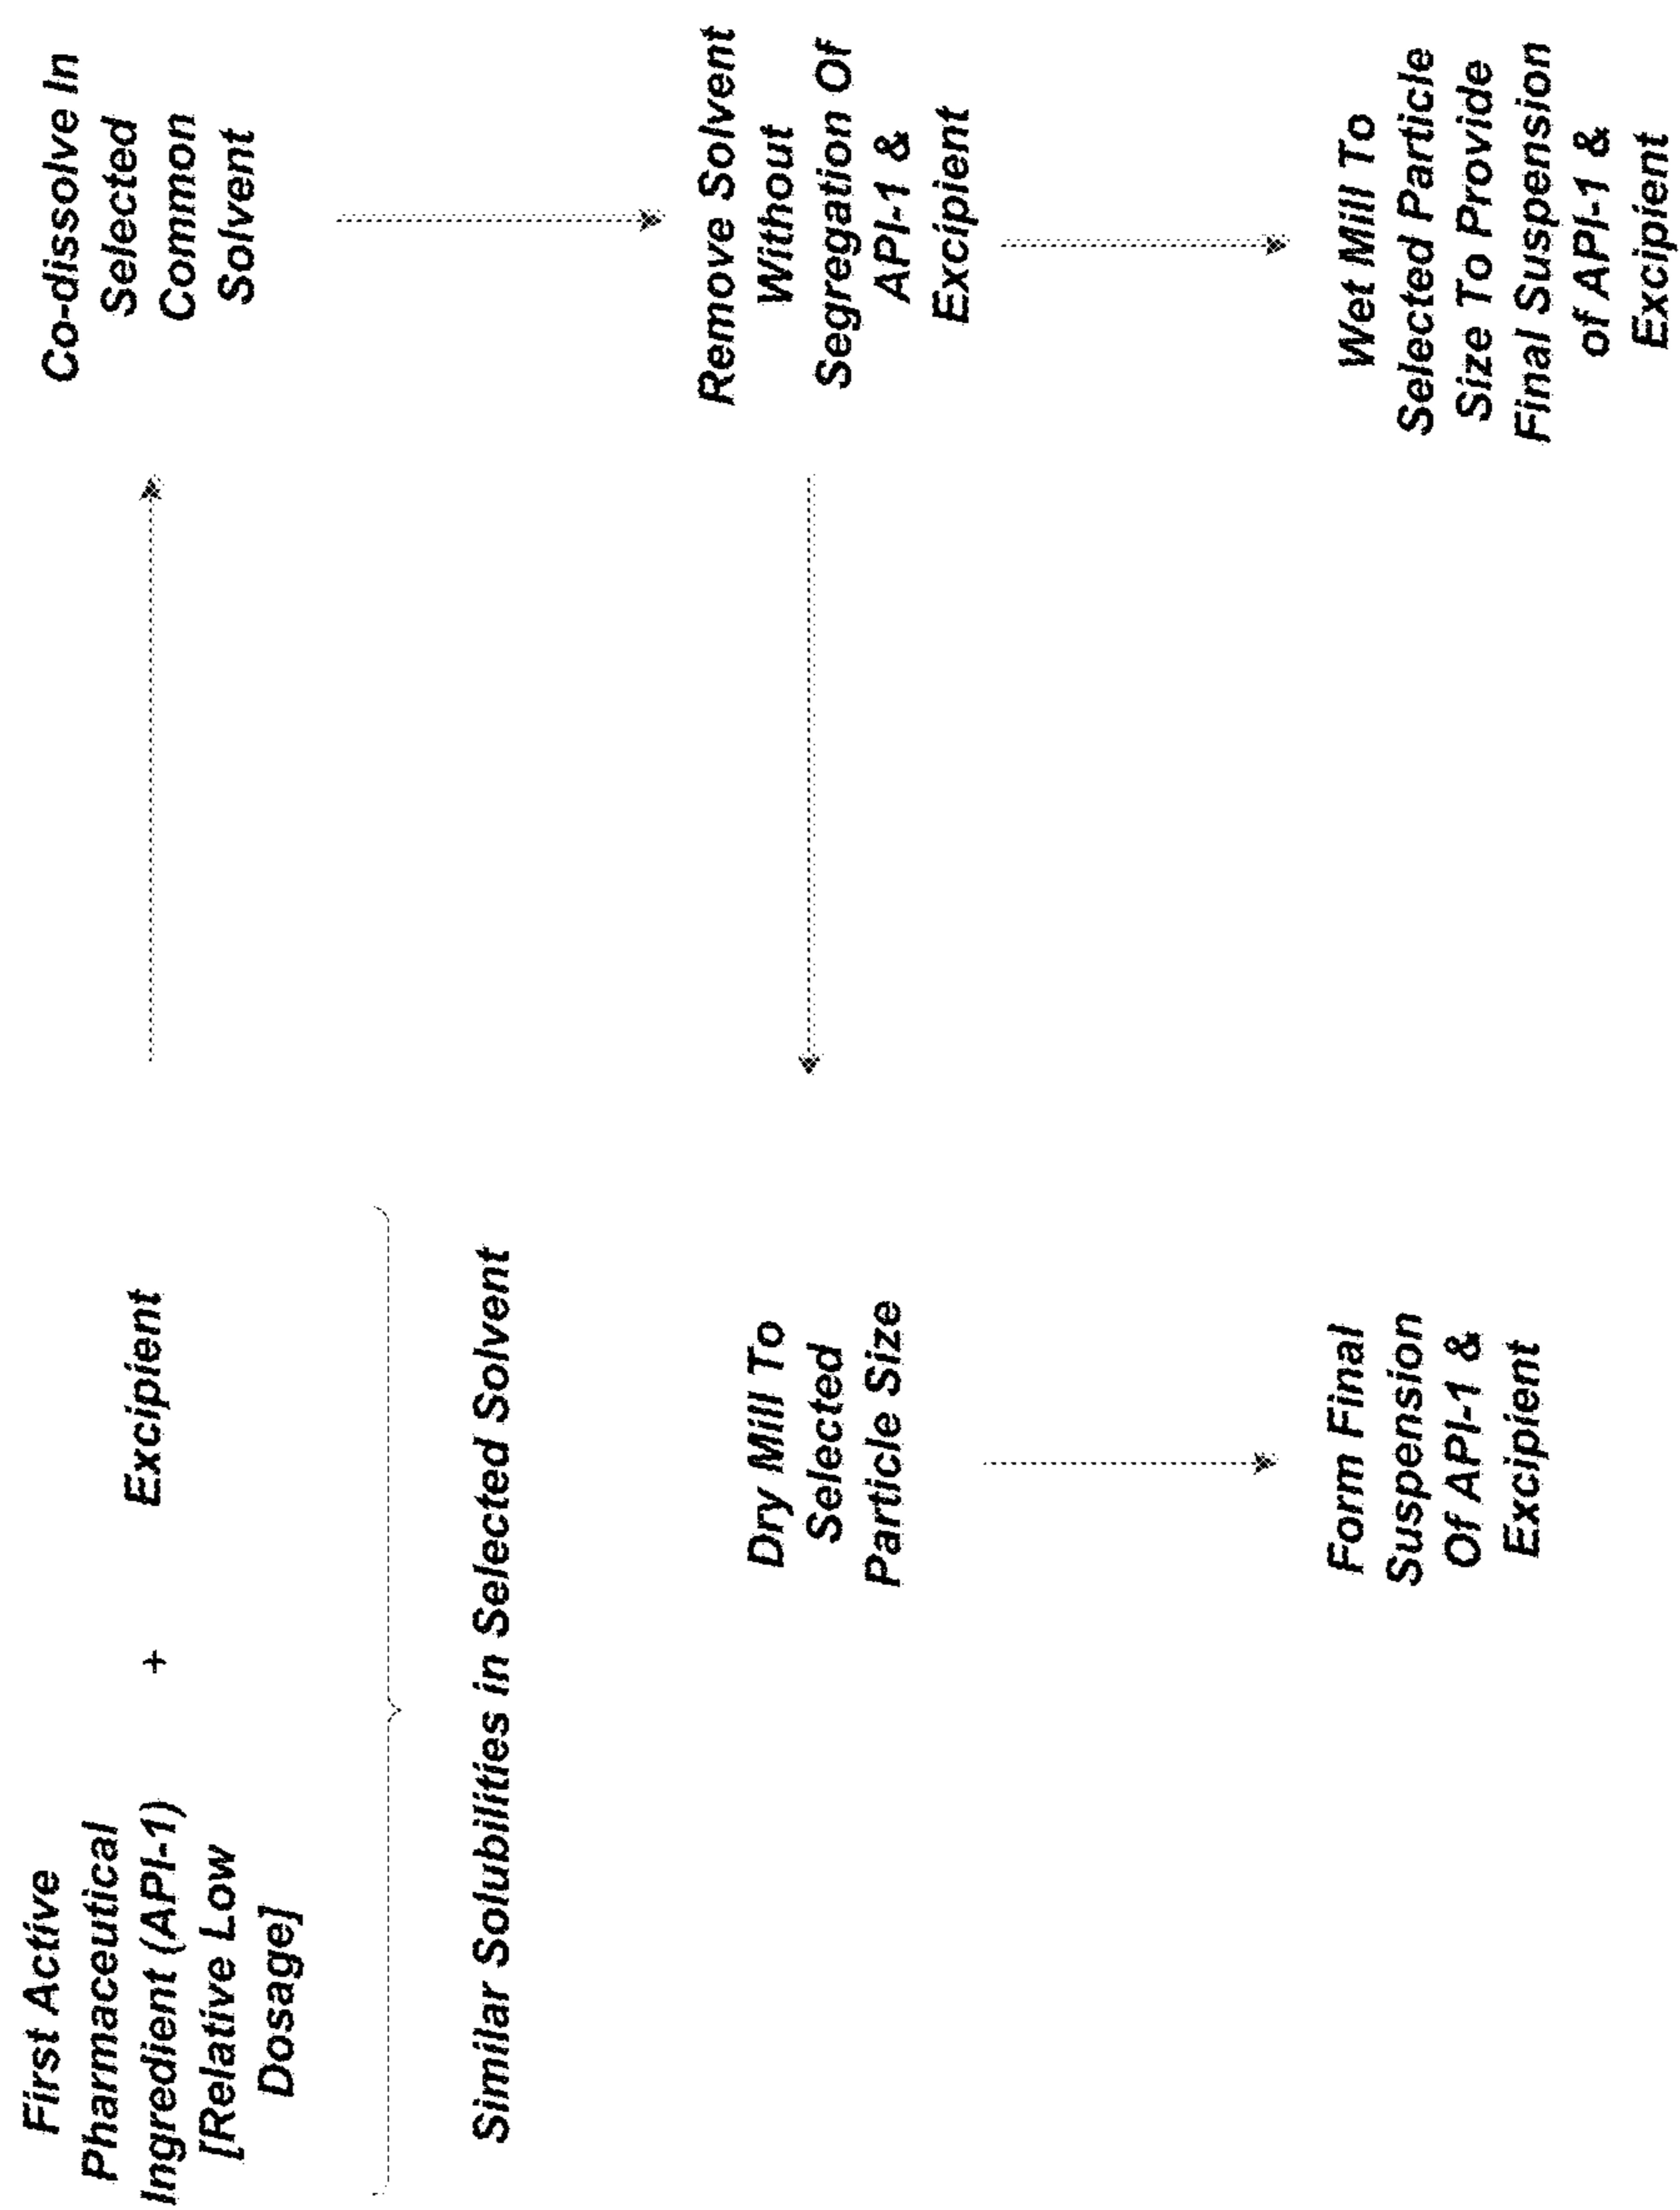 First Active
Pharmaceutical
Ingredient (API-1)
[Relative Low
Dosage]
+
Excipient
Similar Solubilities in Selected Solvent
Co-dissolve In
Selected
Common
Solvent
Remove Solvent
Without
Segregation Of
API-1 &
Excipient
Dry Mill To
Selected
Particle Size
Form Final
Suspension
Of API-1 &
Excipient
Wet Mill To
Selected Particle
Size To Provide
Final Suspension
of API-1 &
Excipient